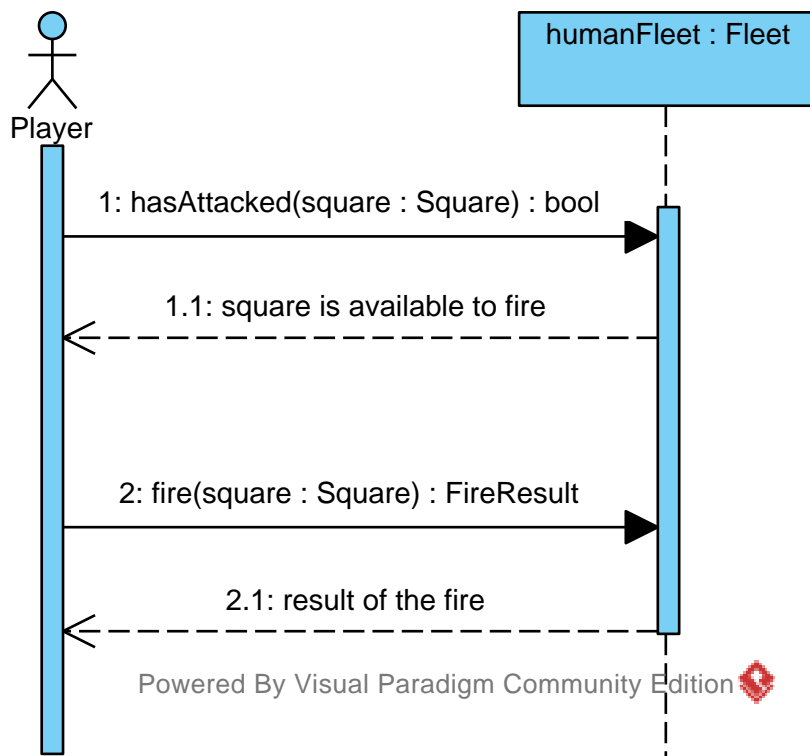 humanFleet : Fleet
Player
1: hasAttacked(square : Square) : bool
1.1: square is available to fire
2: fire(square : Square) : FireResult
2.1: result of the fire
Powered By Visual Paradigm Community Edition